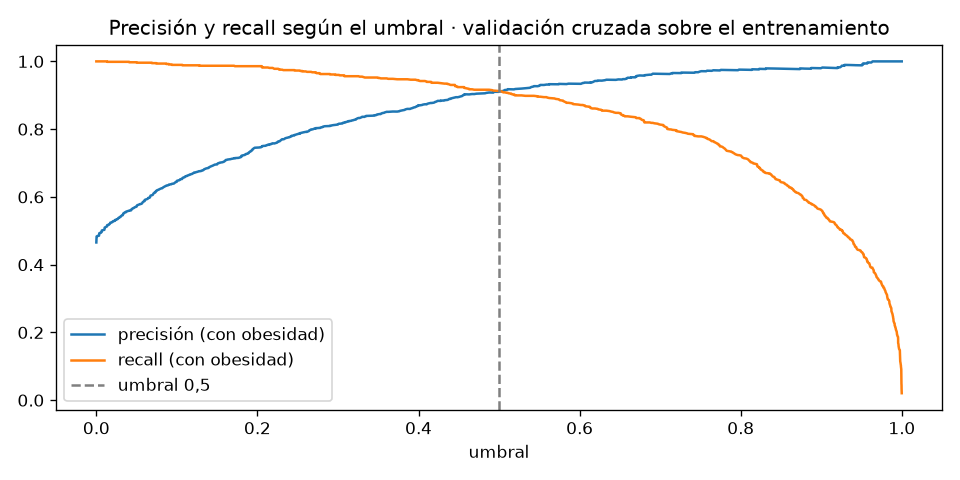 Precisión y recall según el umbral · validación cruzada sobre el entrenamiento
1.0
0.8
0.6
0.4
0.2
0.0
precisión (con obesidad)
recall (con obesidad)
umbral 0,5
0.0 0.2 0.4 0.6 0.8 1.0
umbral